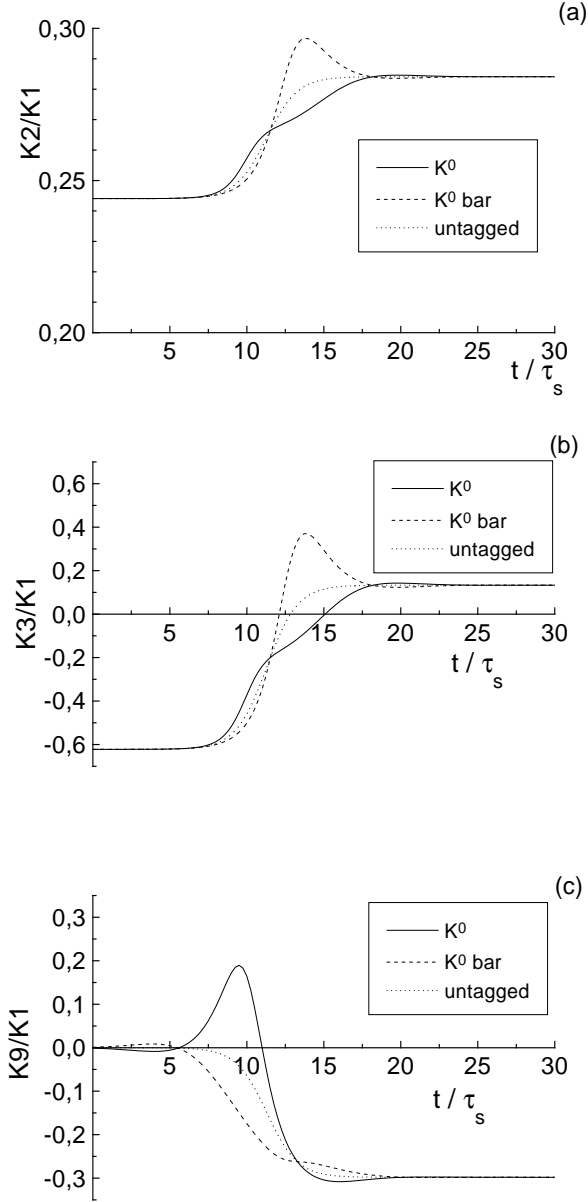 (a)
0,30
K2/K1
0,25
0,20
K⁰
K⁰ bar
untagged
5 10 15 20 25 30
t / τs
(b)
0,6
0,4
0,2
0,0
-0,2
-0,4
-0,6
K3/K1
K⁰
K⁰ bar
untagged
5 10 15 20 25 30
t / τs
(c)
0,3
0,2
0,1
0,0
-0,1
-0,2
-0,3
K9/K1
K⁰
K⁰ bar
untagged
5 10 15 20 25 30
t / τs